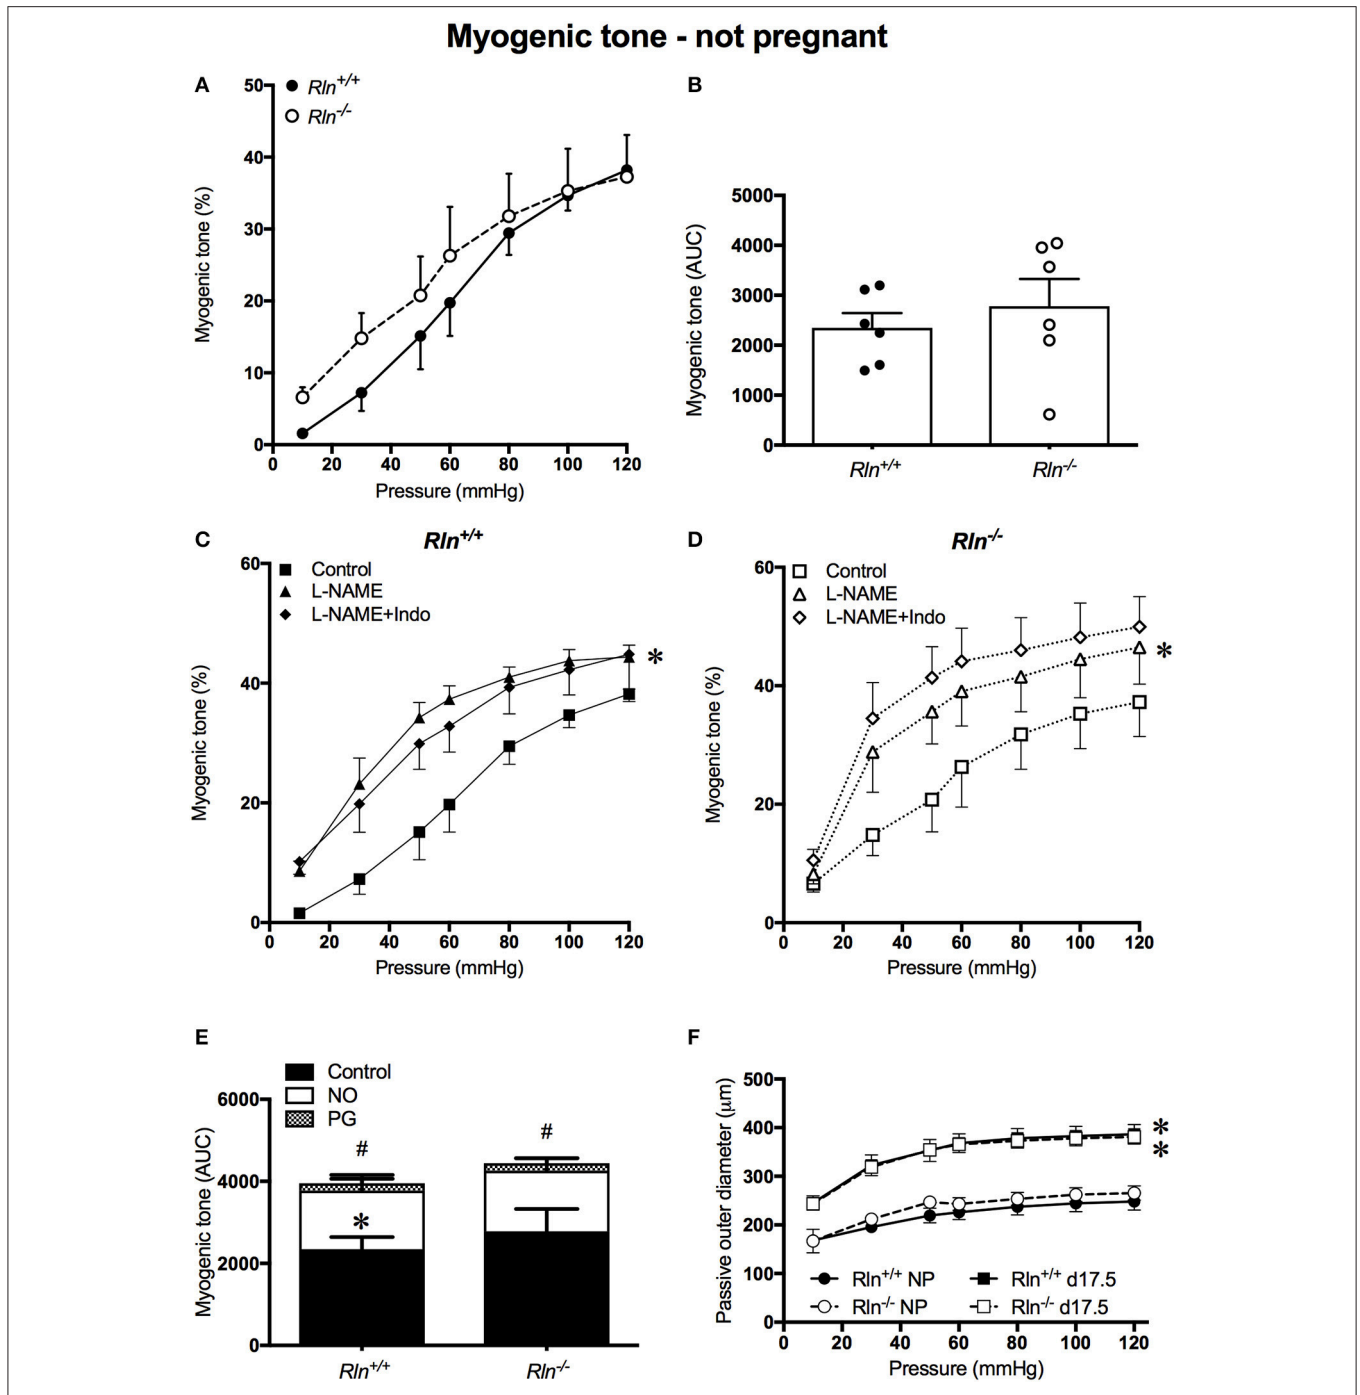 Myogenic tone - not pregnant
A
Rln+/+
Rln-/-
Myogenic tone (%)
50
40
30
20
10
0
0 20 40 60 80 100 120
Pressure (mmHg)
B
Myogenic tone (AUC)
5000
4000
3000
2000
1000
0
Rln+/+ Rln-/-
C
Rln+/+
Control
L-NAME
L-NAME+Indo
Myogenic tone (%)
60
40
20
0
*
0 20 40 60 80 100 120
Pressure (mmHg)
D
Rln-/-
Control
L-NAME
L-NAME+Indo
Myogenic tone (%)
60
40
20
0
*
0 20 40 60 80 100 120
Pressure (mmHg)
E
Control
NO
PG
Myogenic tone (AUC)
6000
4000
2000
0
# #
*
Rln+/+ Rln-/-
F
Passive outer diameter (μm)
500
400
300
200
100
0
*
*
Rln+/+ NP Rln+/+ d17.5
Rln-/- NP Rln-/- d17.5
0 20 40 60 80 100 120
Pressure (mmHg)